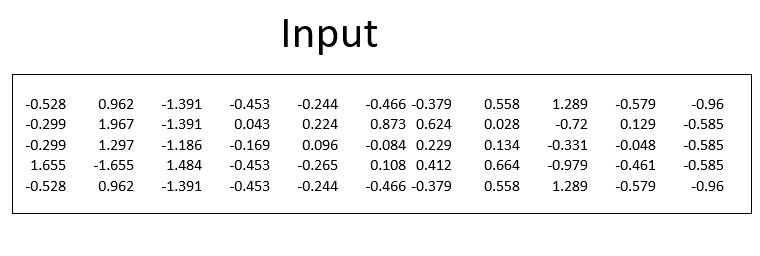 Input
-0.528 0.962 -1.391 -0.453 -0.244 -0.466 -0.379 0.558 1.289 -0.579 -0.96
-0.299 1.967 -1.391 0.043 0.224 0.873 0.624 0.028 -0.72 0.129 -0.585
-0.299 1.297 -1.186 -0.169 0.096 -0.084 0.229 0.134 -0.331 -0.048 -0.585
1.655 -1.655 1.484 -0.453 -0.265 0.108 0.412 0.664 -0.979 -0.461 -0.585
-0.528 0.962 -1.391 -0.453 -0.244 -0.466 -0.379 0.558 1.289 -0.579 -0.96